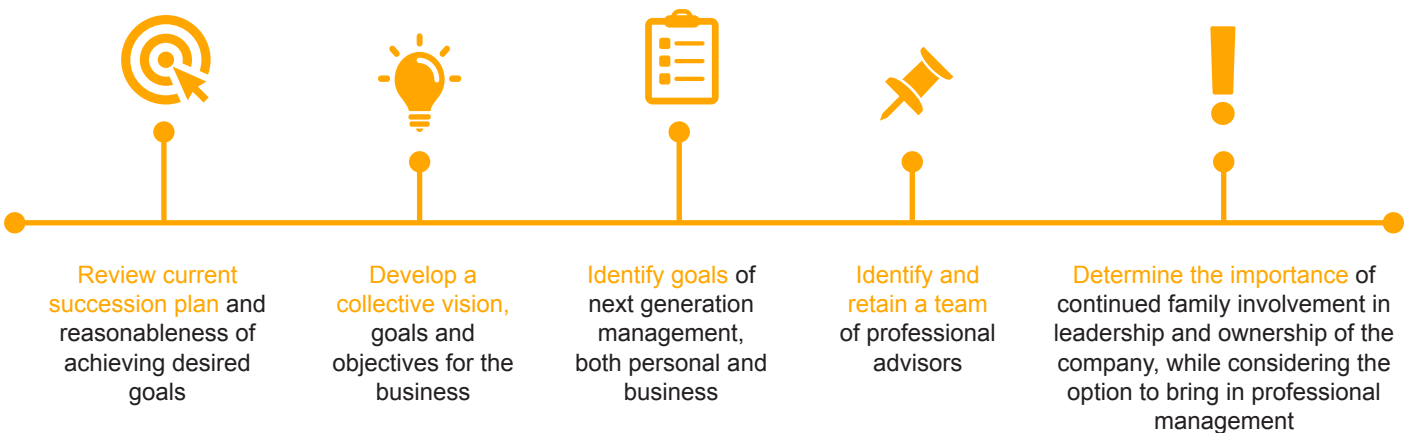 Review current
succession plan and
reasonableness of
achieving desired
goals
Develop a
collective vision,
goals and
objectives for the
business
Identify goals of
next generation
management,
both personal and
business
Identify and
retain a team
of professional
advisors
Determine the importance of
continued family involvement in
leadership and ownership of the
company, while considering the
option to bring in professional
management